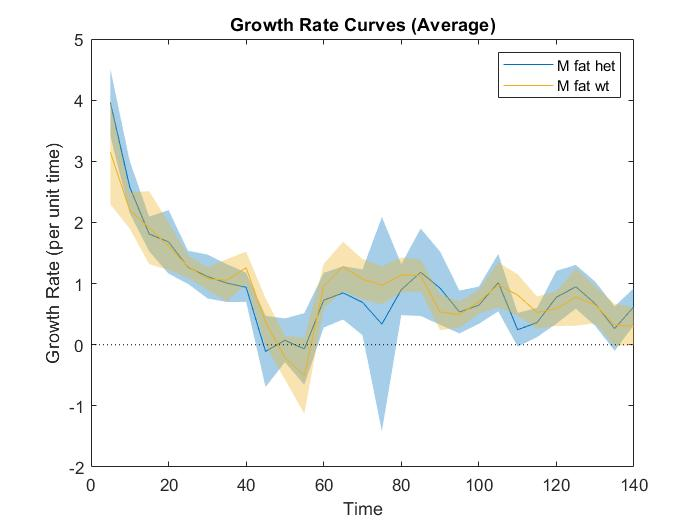 Growth Rate Curves (Average)
M fat het
M fat wt
Growth Rate (per unit time)
5
4
3
2
1
0
-1
-2
0 20 40 60 80 100 120 140
Time